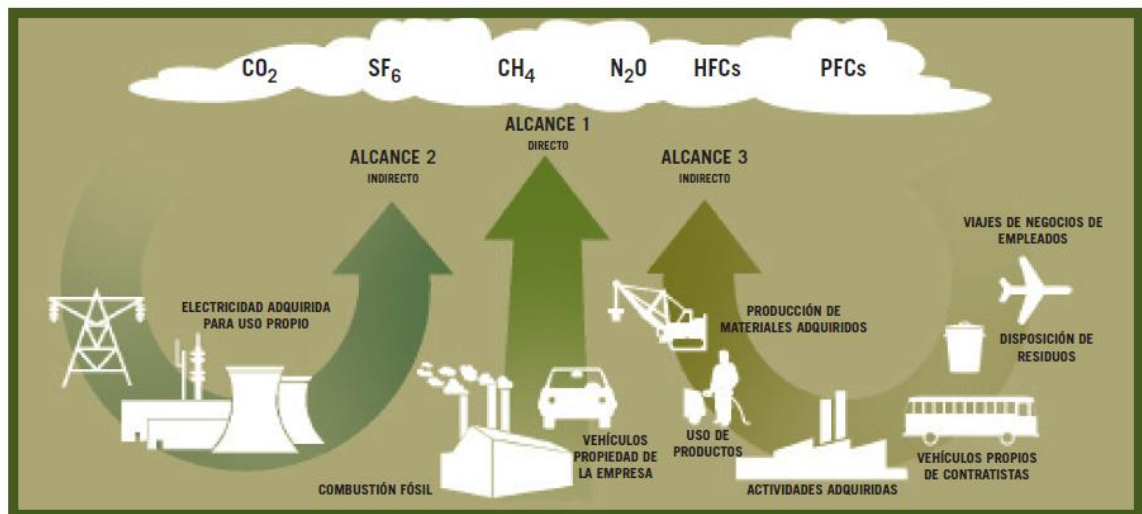 CO₂ SF₆ CH₄ N₂O HFCs PFCs
ALCANCE 1
DIRECTO
ALCANCE 2
INDIRECTO
ALCANCE 3
INDIRECTO
VIAJES DE NEGOCIOS DE
EMPLEADOS
ELECTRICIDAD ADQUIRIDA
PARA USO PROPIO
PRODUCCIÓN DE
MATERIALES ADQUIRIDOS
DISPOSICIÓN DE
RESIDUOS
COMBUSTIÓN FÓSIL
VEHÍCULOS
PROPIEDAD DE
LA EMPRESA
USO DE
PRODUCTOS
ACTIVIDADES ADQUIRIDAS
VEHÍCULOS PROPIOS
DE CONTRATISTAS